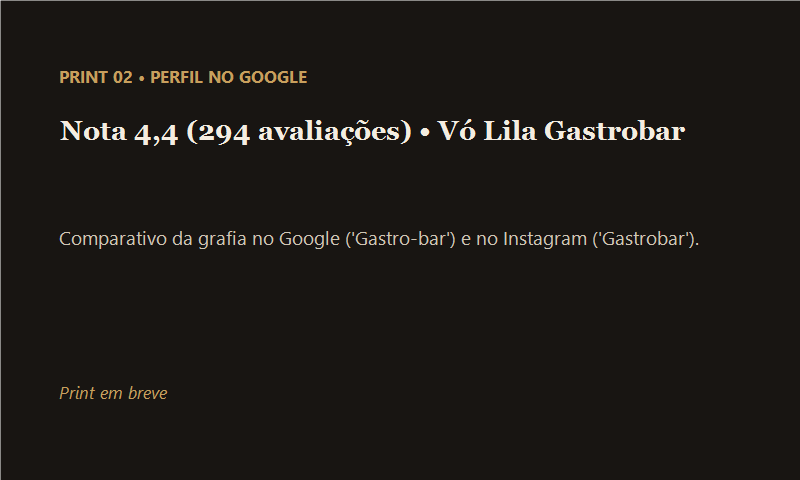 PRINT 02 • PERFIL NO GOOGLE
Nota 4,4 (294 avaliações) • Vó Lila Gastrobar
Comparativo da grafia no Google ('Gastro-bar') e no Instagram ('Gastrobar').
Print em breve